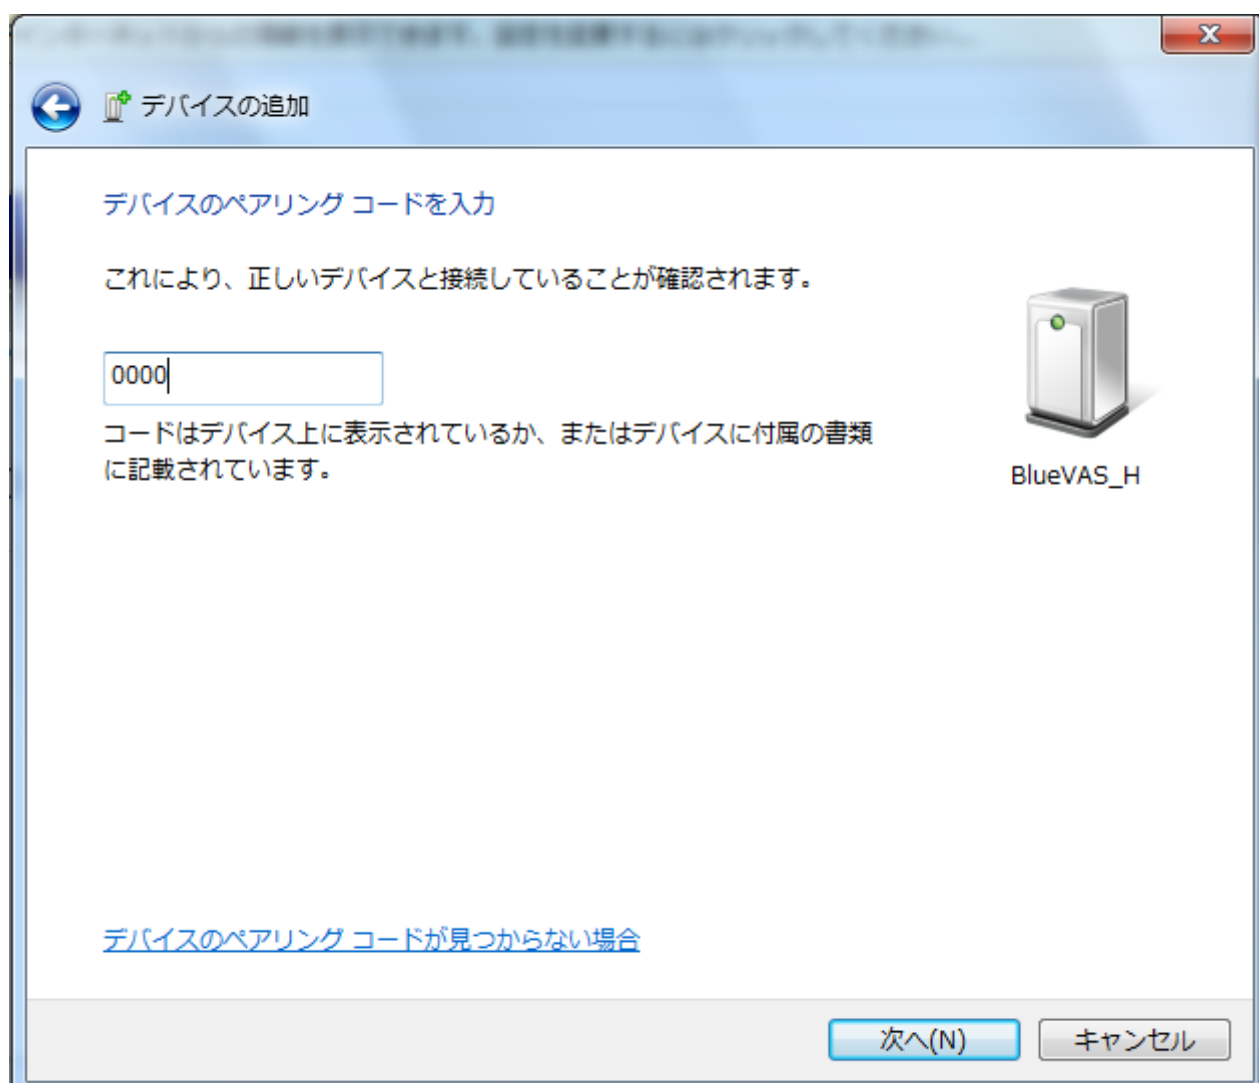 デバイスの追加
デバイスのペアリング コードを入力
これにより、正しいデバイスと接続していることが確認されます。
0000
コードはデバイス上に表示されているか、またはデバイスに付属の書類
に記載されています。
BlueVAS_H
デバイスのペアリング コードが見つからない場合
次へ(N)
キャンセル